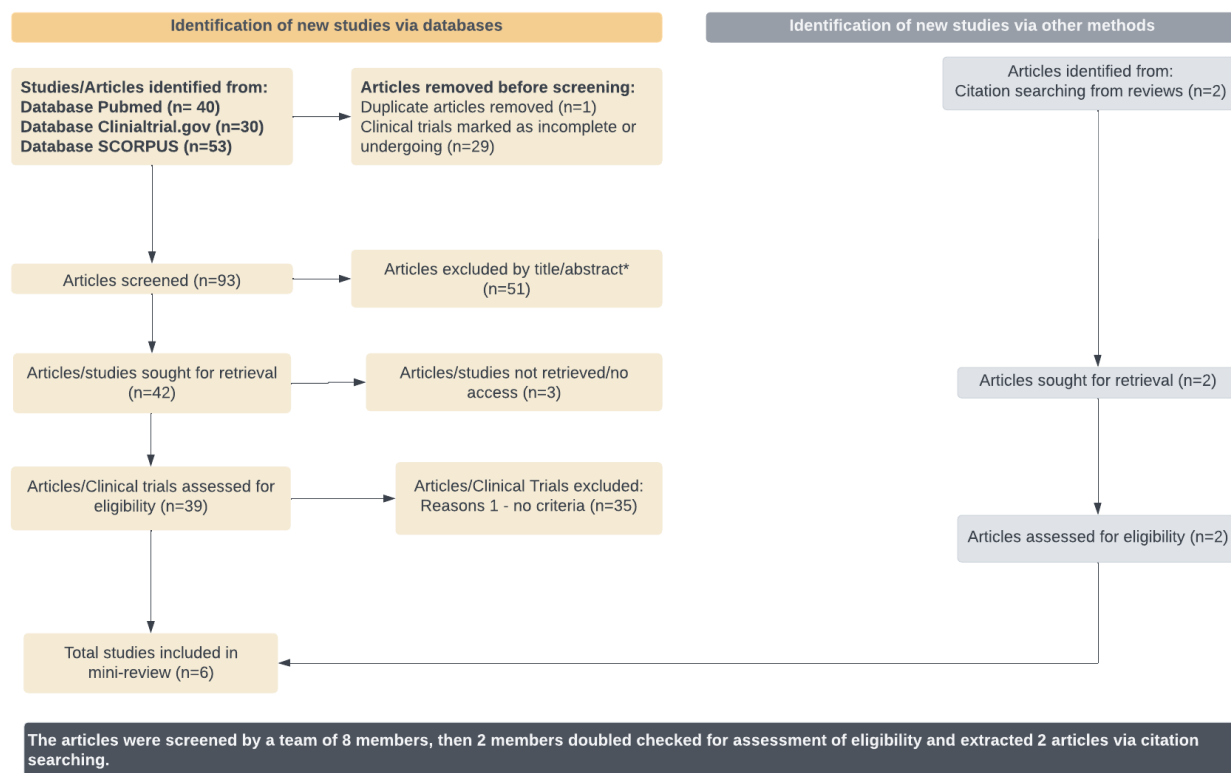 Identification of new studies via databases
Identification of new studies via other methods
Studies/Articles identified from:
Database Pubmed (n= 40)
Database Clinialtrial.gov (n=30)
Database SCORPUS (n=53)
Articles removed before screening:
Duplicate articles removed (n=1)
Clinical trials marked as incomplete or
undergoing (n=29)
Articles identified from:
Citation searching from reviews (n=2)
Articles screened (n=93)
Articles excluded by title/abstract*
(n=51)
Articles/studies sought for retrieval
(n=42)
Articles/studies not retrieved/no
access (n=3)
Articles sought for retrieval (n=2)
Articles/Clinical trials assessed for
eligibility (n=39)
Articles/Clinical Trials excluded:
Reasons 1 - no criteria (n=35)
Articles assessed for eligibility (n=2)
Total studies included in
mini-review (n=6)
The articles were screened by a team of 8 members, then 2 members doubled checked for assessment of eligibility and extracted 2 articles via citation
searching.